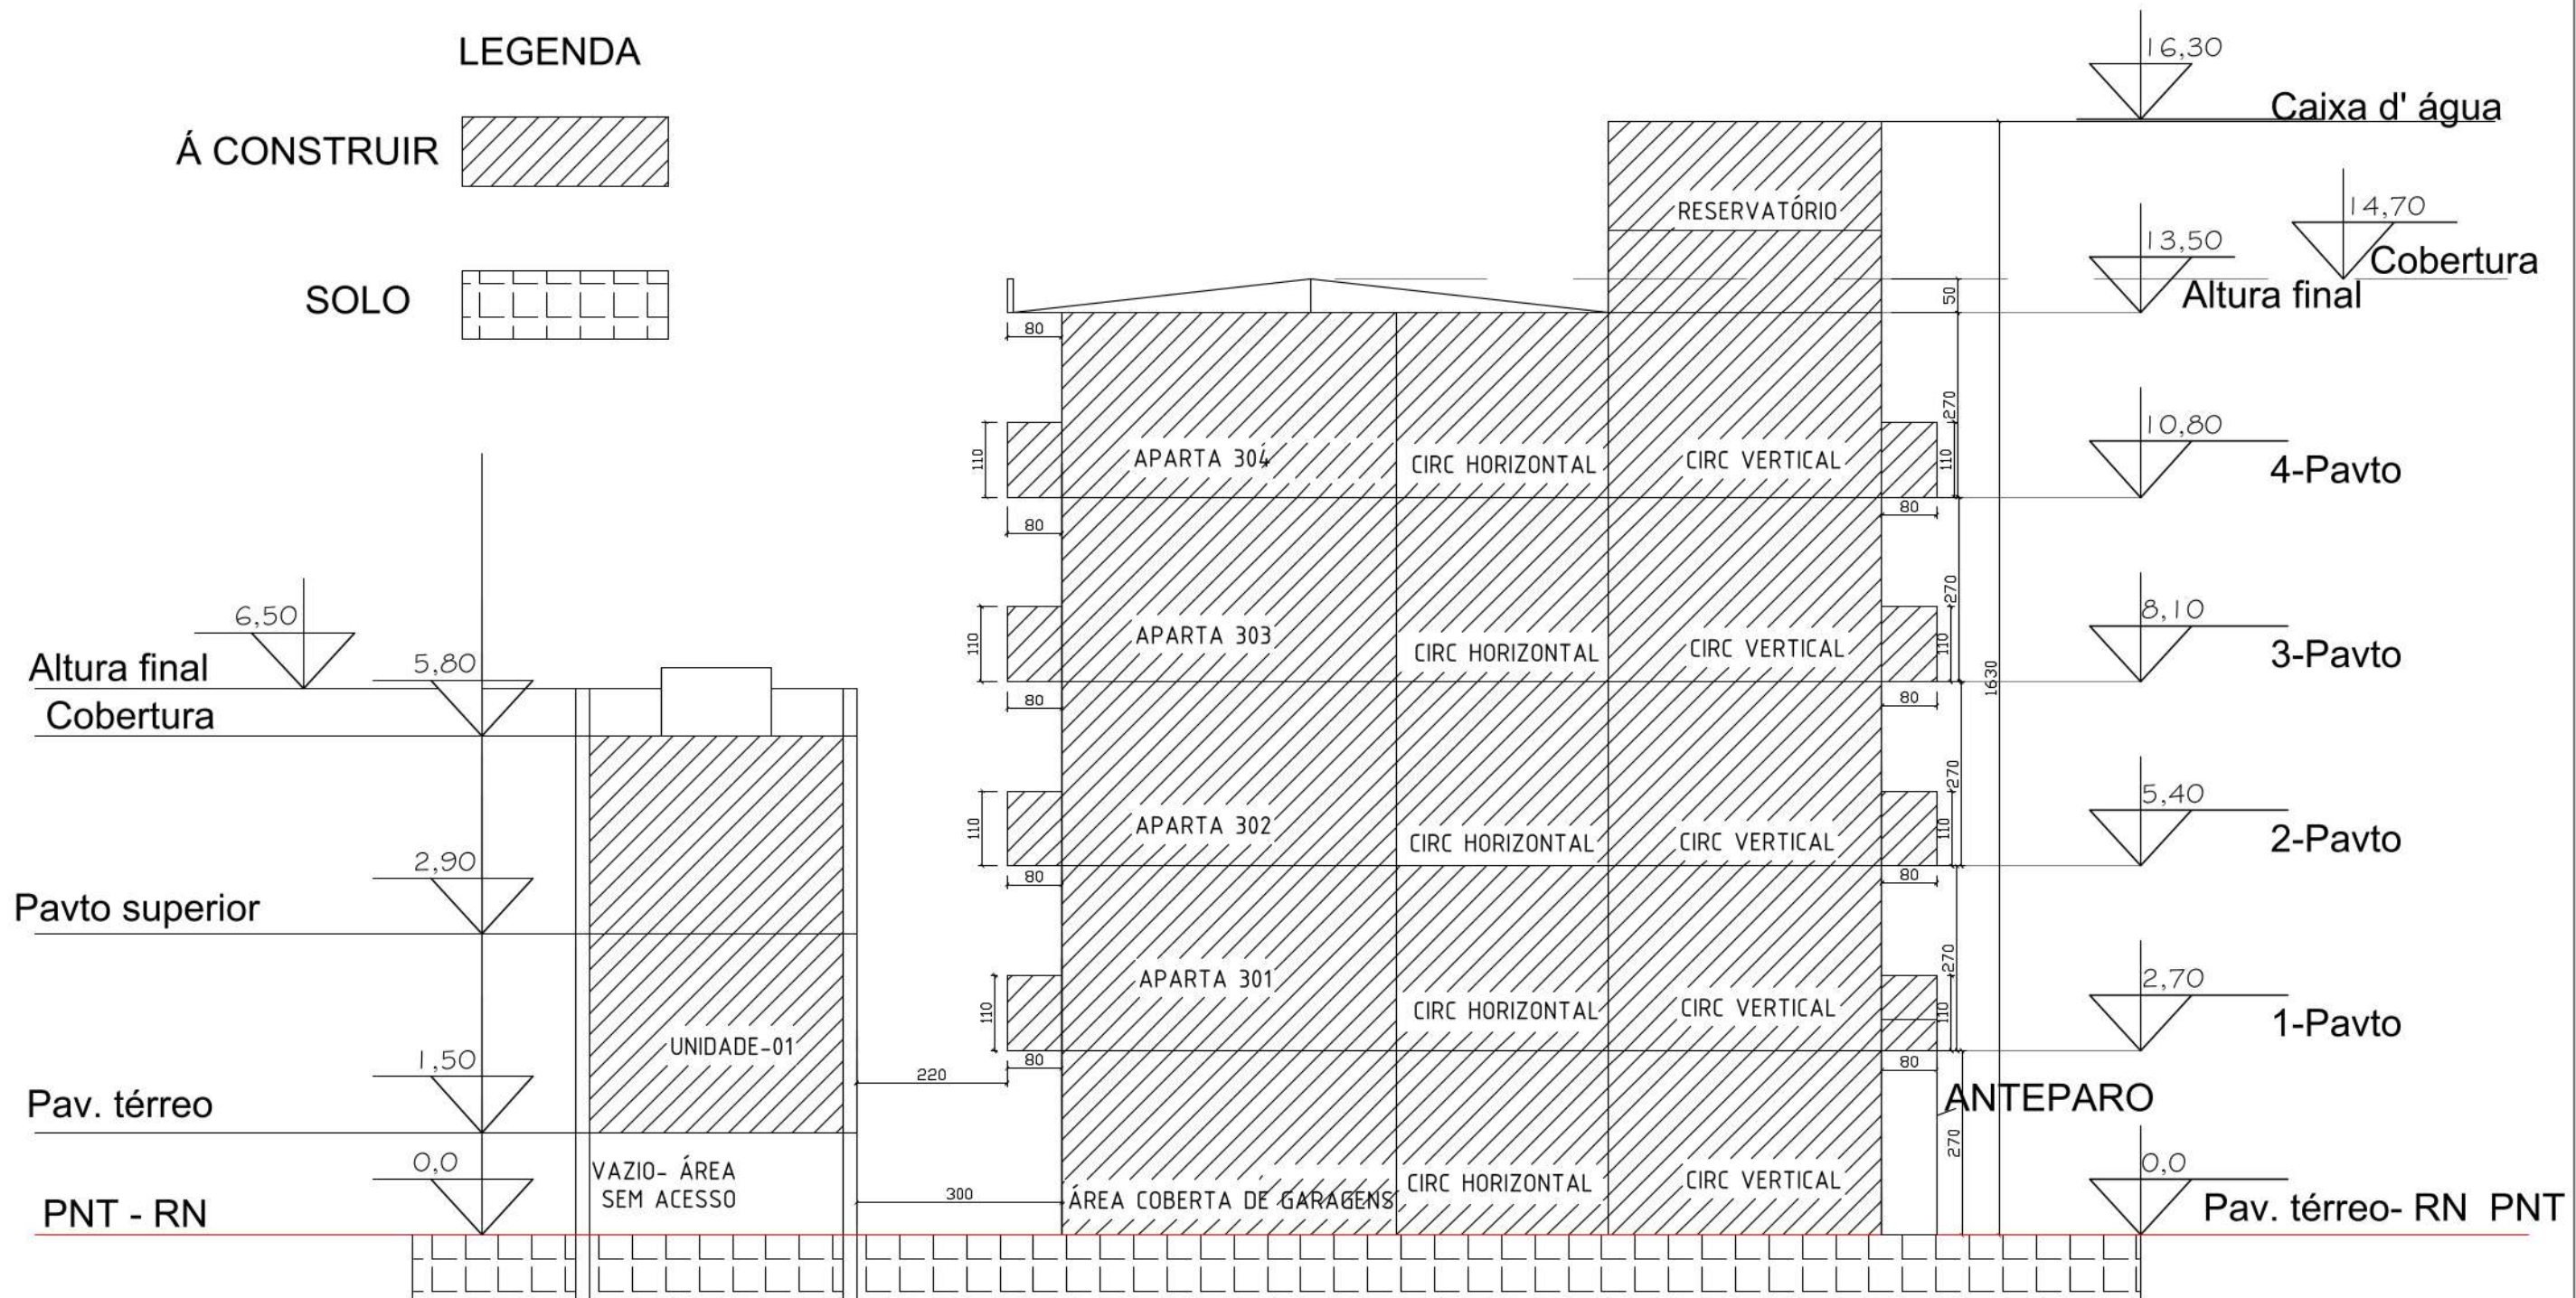 LEGENDA
Á CONSTRUIR
SOLO
16,30
Caixa d' água
14,70
Cobertura
13,50
Altura final
RESERVATÓRIO
50
80
270
110
APARTA 304
CIRC HORIZONTAL
CIRC VERTICAL
110
10,80
4-Pavto
80
80
6,50
Altura final
5,80
Cobertura
110
APARTA 303
CIRC HORIZONTAL
CIRC VERTICAL
270
110
8,10
3-Pavto
80
80
1630
2,90
Pavto superior
110
APARTA 302
CIRC HORIZONTAL
CIRC VERTICAL
270
110
5,40
2-Pavto
80
80
UNIDADE-01
1,50
Pav. térreo
110
APARTA 301
CIRC HORIZONTAL
CIRC VERTICAL
270
110
2,70
1-Pavto
220
80
80
ANTEPARO
270
0,0
PNT - RN
VAZIO- ÁREA
SEM ACESSO
300
ÁREA COBERTA DE GARAGENS
CIRC HORIZONTAL
CIRC VERTICAL
0,0
Pav. térreo- RN PNT